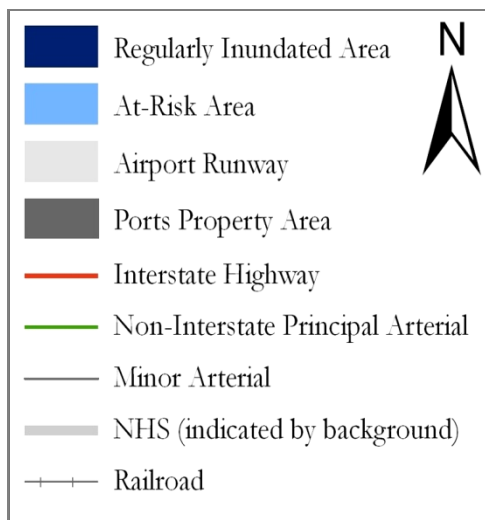 N
Regularly Inundated Area
At-Risk Area
Airport Runway
Ports Property Area
Interstate Highway
Non-Interstate Principal Arterial
Minor Arterial
NHS (indicated by background)
Railroad